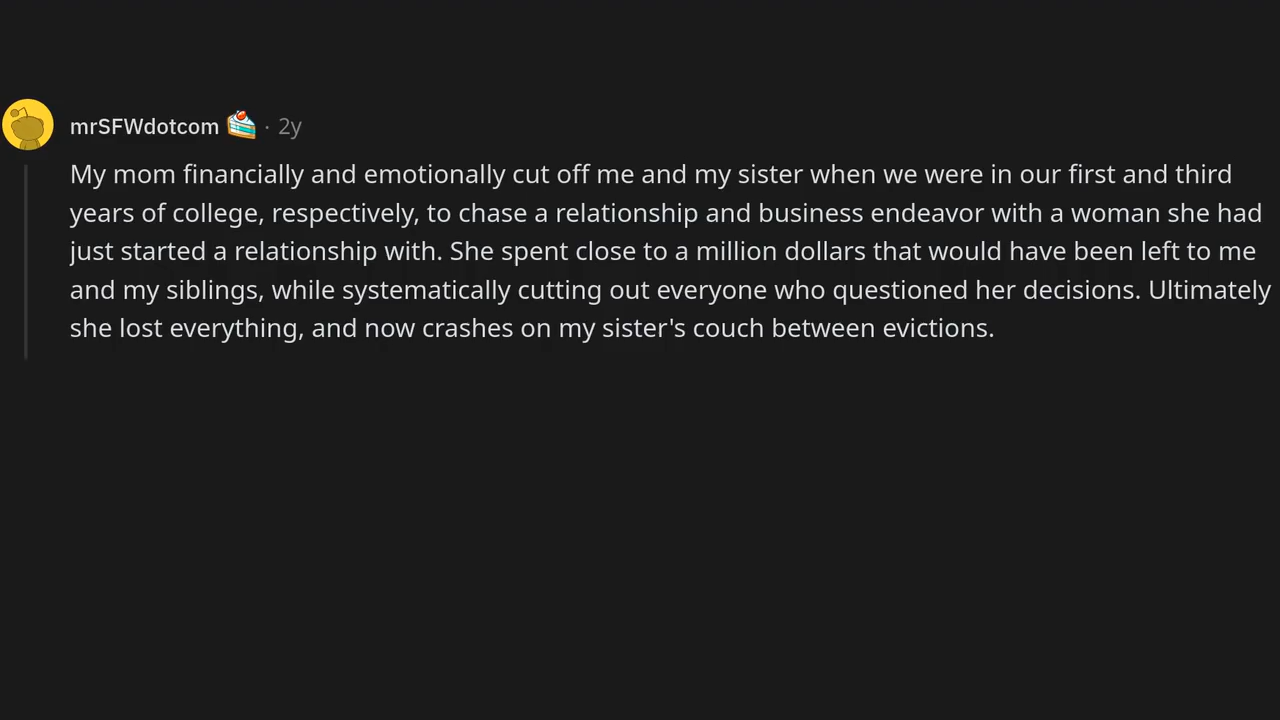 mrSFWdotcom · 2y
My mom financially and emotionally cut off me and my sister when we were in our first and third
years of college, respectively, to chase a relationship and business endeavor with a woman she had
just started a relationship with. She spent close to a million dollars that would have been left to me
and my siblings, while systematically cutting out everyone who questioned her decisions. Ultimately
she lost everything, and now crashes on my sister's couch between evictions.